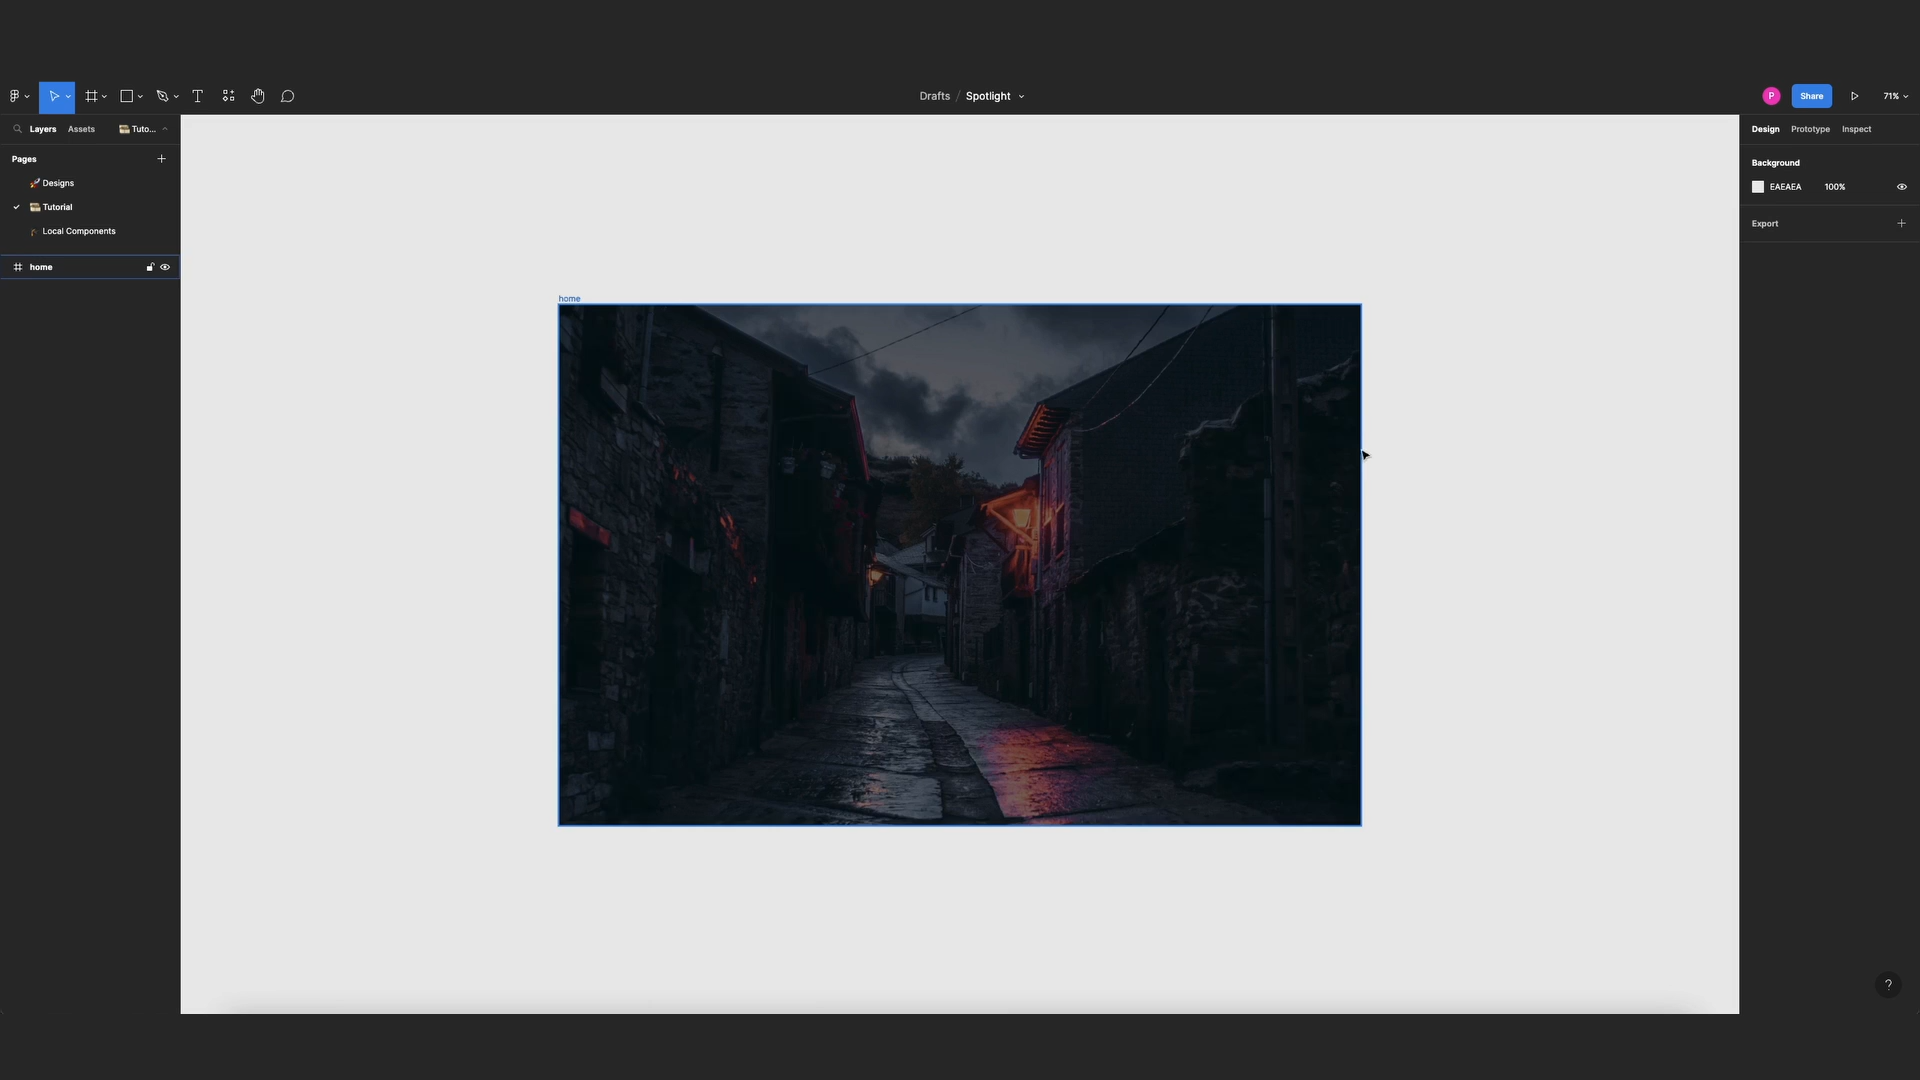 Drafts / Spotlight
P
Share
71%
Layers
Assets
Tuto...
Design
Prototype
Inspect
Pages
Designs
Tutorial
Local Components
home
Background
EAEAEA
100%
Export
home
?